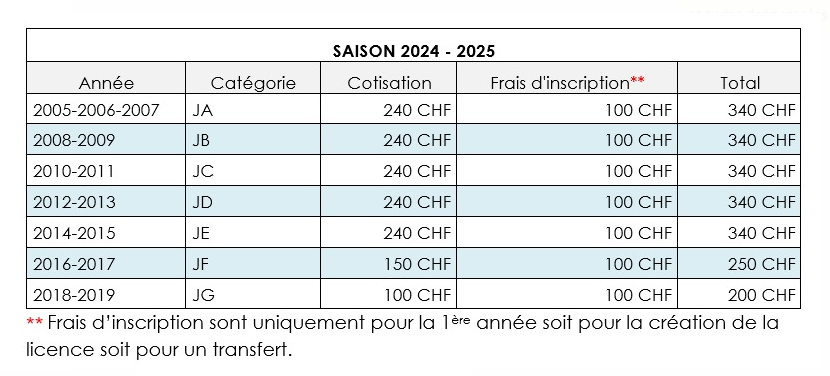 SAISON 2024 - 2025
Année Catégorie Cotisation Frais d'inscription** Total
2005-2006-2007 JA 240 CHF 100 CHF 340 CHF
2008-2009 JB 240 CHF 100 CHF 340 CHF
2010-2011 JC 240 CHF 100 CHF 340 CHF
2012-2013 JD 240 CHF 100 CHF 340 CHF
2014-2015 JE 240 CHF 100 CHF 340 CHF
2016-2017 JF 150 CHF 100 CHF 250 CHF
2018-2019 JG 100 CHF 100 CHF 200 CHF
** Frais d’inscription sont uniquement pour la 1ère année soit pour la création de la
licence soit pour un transfert.